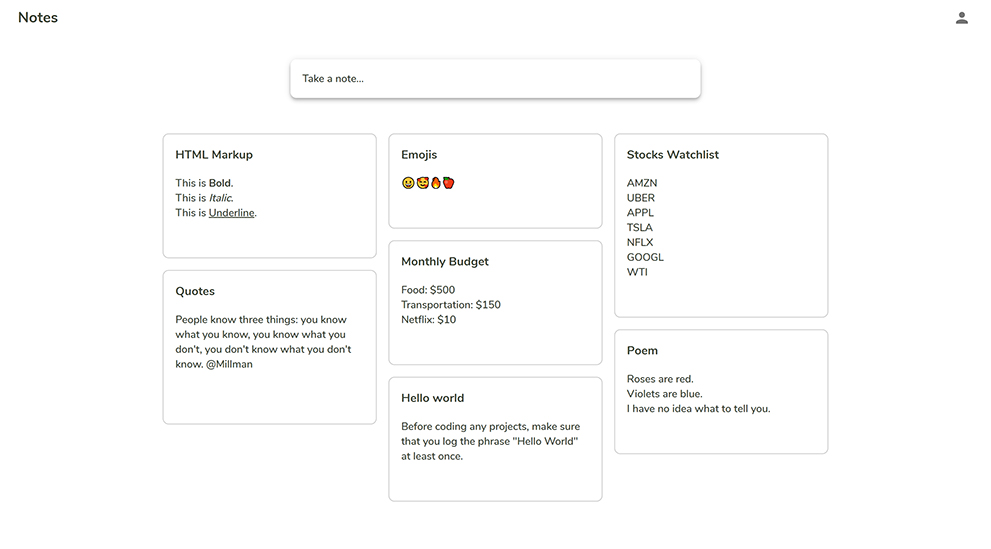 Notes
Take a note...
HTML Markup
This is Bold.
This is Italic.
This is Underline.
Quotes
People know three things: you know
what you know, you know what you
don't, you don't know what you don't
know. @Millman
Emojis
😀🥰🔥🍎
Monthly Budget
Food: $500
Transportation: $150
Netflix: $10
Hello world
Before coding any projects, make sure
that you log the phrase "Hello World"
at least once.
Stocks Watchlist
AMZN
UBER
APPL
TSLA
NFLX
GOOGL
WTI
Poem
Roses are red.
Violets are blue.
I have no idea what to tell you.